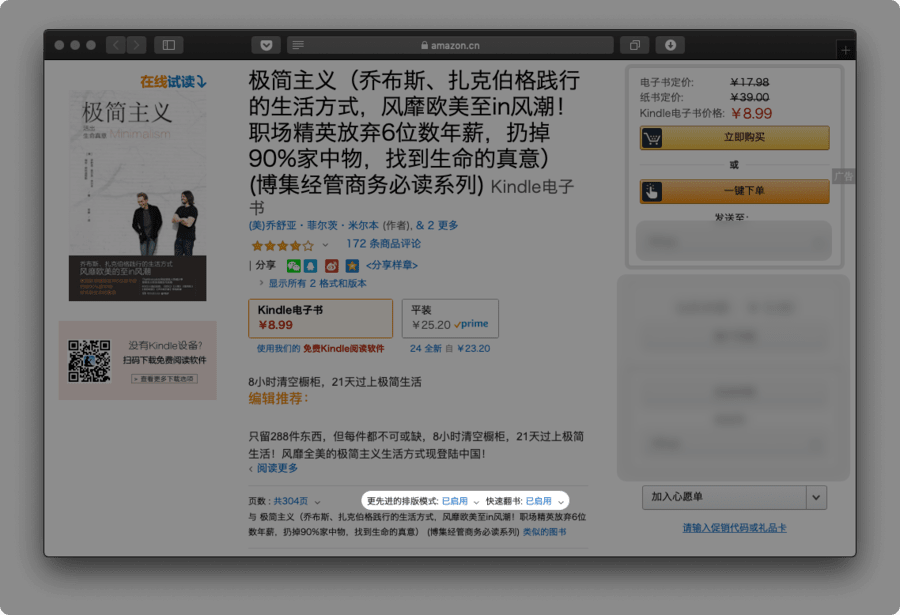 amazon.cn
在线试读
极简主义
活出
生命真意
Minimalism
乔布斯、扎克伯格践行的生活方式
风靡欧美至in风潮
没有Kindle设备?
扫码下载免费阅读软件
> 查看更多下载选项
极简主义（乔布斯、扎克伯格践行
的生活方式，风靡欧美至in风潮！
职场精英放弃6位数年薪，扔掉
90%家中物，找到生命的真意）
(博集经管商务必读系列) Kindle电子
书
(美)乔舒亚・菲尔茨・米尔本 (作者), & 2 更多
172 条商品评论
| 分享
<分享样章>
› 显示所有 2 格式和版本
Kindle电子书
￥8.99
平装
￥25.20 prime
使用我们的 免费Kindle阅读软件
24 全新 自 ￥23.20
8小时清空橱柜，21天过上极简生活
编辑推荐：
只留288件东西，但每件都不可或缺，8小时清空橱柜，21天过上极简
生活！风靡全美的极简主义生活方式现登陆中国！
‹ 阅读更多
页数 : 共304页
更先进的排版模式: 已启用 快速翻书: 已启用
与 极简主义（乔布斯、扎克伯格践行的生活方式，风靡欧美至in风潮！职场精英放弃6位
数年薪，扔掉90%家中物，找到生命的真意） (博集经管商务必读系列) 类似的图书
电子书定价: ￥17.98
纸书定价: ￥39.00
Kindle电子书价格: ￥8.99
立即购买
或
一键下单
发送至:
广告
加入心愿单
请输入促销代码或礼品卡